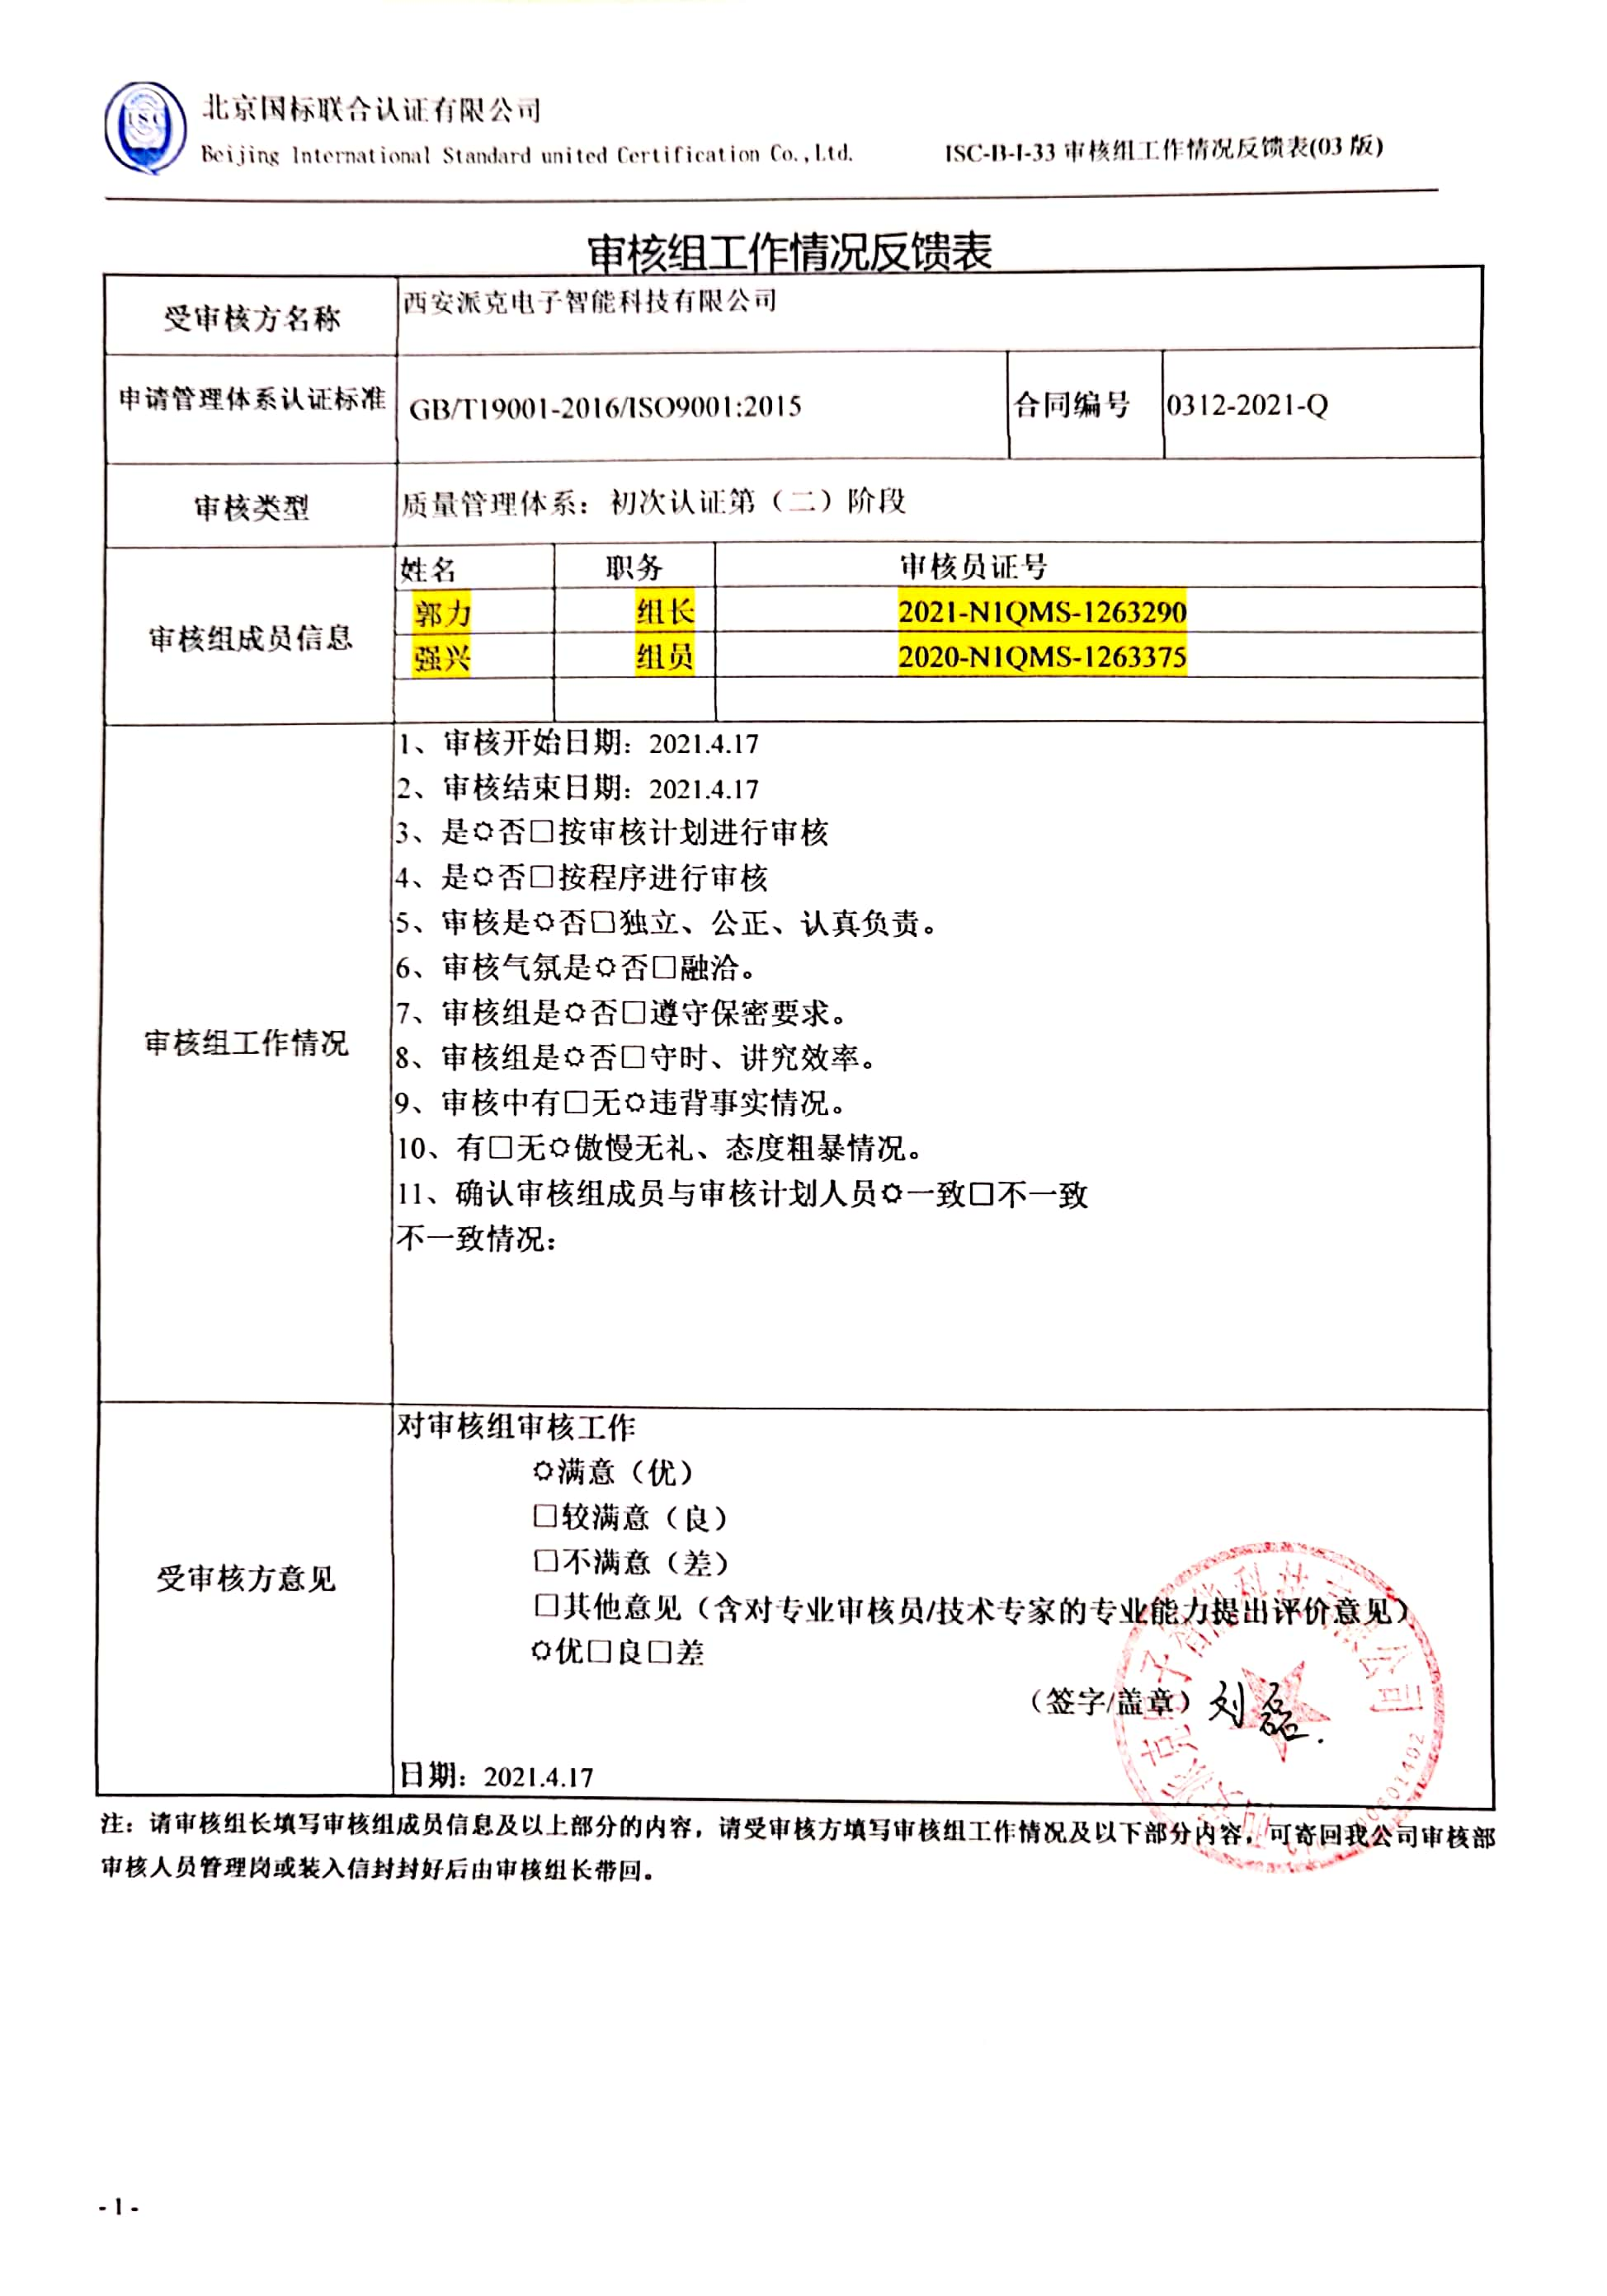 ISC
北京国标联合认证有限公司
Beijing International Standard united Certification Co.,Ltd.
ISC-B-I-33 审核组工作情况反馈表(03 版)
审核组工作情况反馈表
受审核方名称
西安派克电子智能科技有限公司
申请管理体系认证标准
GB/T19001-2016/ISO9001:2015
合同编号
0312-2021-Q
审核类型
质量管理体系：初次认证第（二）阶段
审核组成员信息
姓名 职务 审核员证号
郭力 组长 2021-N1QMS-1263290
强兴 组员 2020-N1QMS-1263375
审核组工作情况
1、审核开始日期：2021.4.17
2、审核结束日期：2021.4.17
3、是✡否□按审核计划进行审核
4、是✡否□按程序进行审核
5、审核是✡否□独立、公正、认真负责。
6、审核气氛是✡否□融洽。
7、审核组是✡否□遵守保密要求。
8、审核组是✡否□守时、讲究效率。
9、审核中有□无✡违背事实情况。
10、有□无✡傲慢无礼、态度粗暴情况。
11、确认审核组成员与审核计划人员✡一致□不一致
不一致情况：
受审核方意见
对审核组审核工作
✡满意（优）
□较满意（良）
□不满意（差）
□其他意见（含对专业审核员/技术专家的专业能力提出评价意见）
✡优□良□差
（签字/盖章）刘磊.
日期：2021.4.17
注：请审核组长填写审核组成员信息及以上部分的内容，请受审核方填写审核组工作情况及以下部分内容，可寄回我公司审核部
审核人员管理岗或装入信封封好后由审核组长带回。
- 1 -